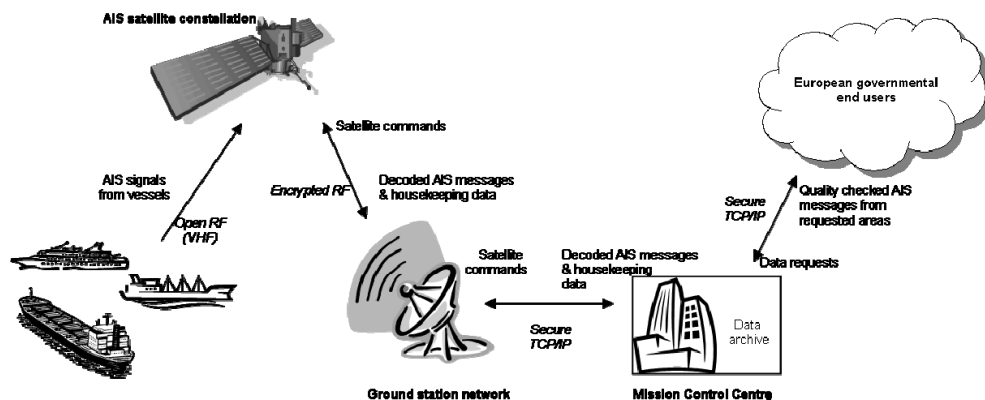 AIS satellite constellation
European governmental
end users
Satellite commands
AIS signals
from vessels
Encrypted RF
Decoded AIS messages
& housekeeping data
Open RF
(VHF)
Secure
TCP/IP
Quality checked AIS
messages from
requested areas
Data requests
Satellite
commands
Decoded AIS messages
& housekeeping
data
Secure
TCP/IP
Data
archive
Ground station network
Mission Control Centre